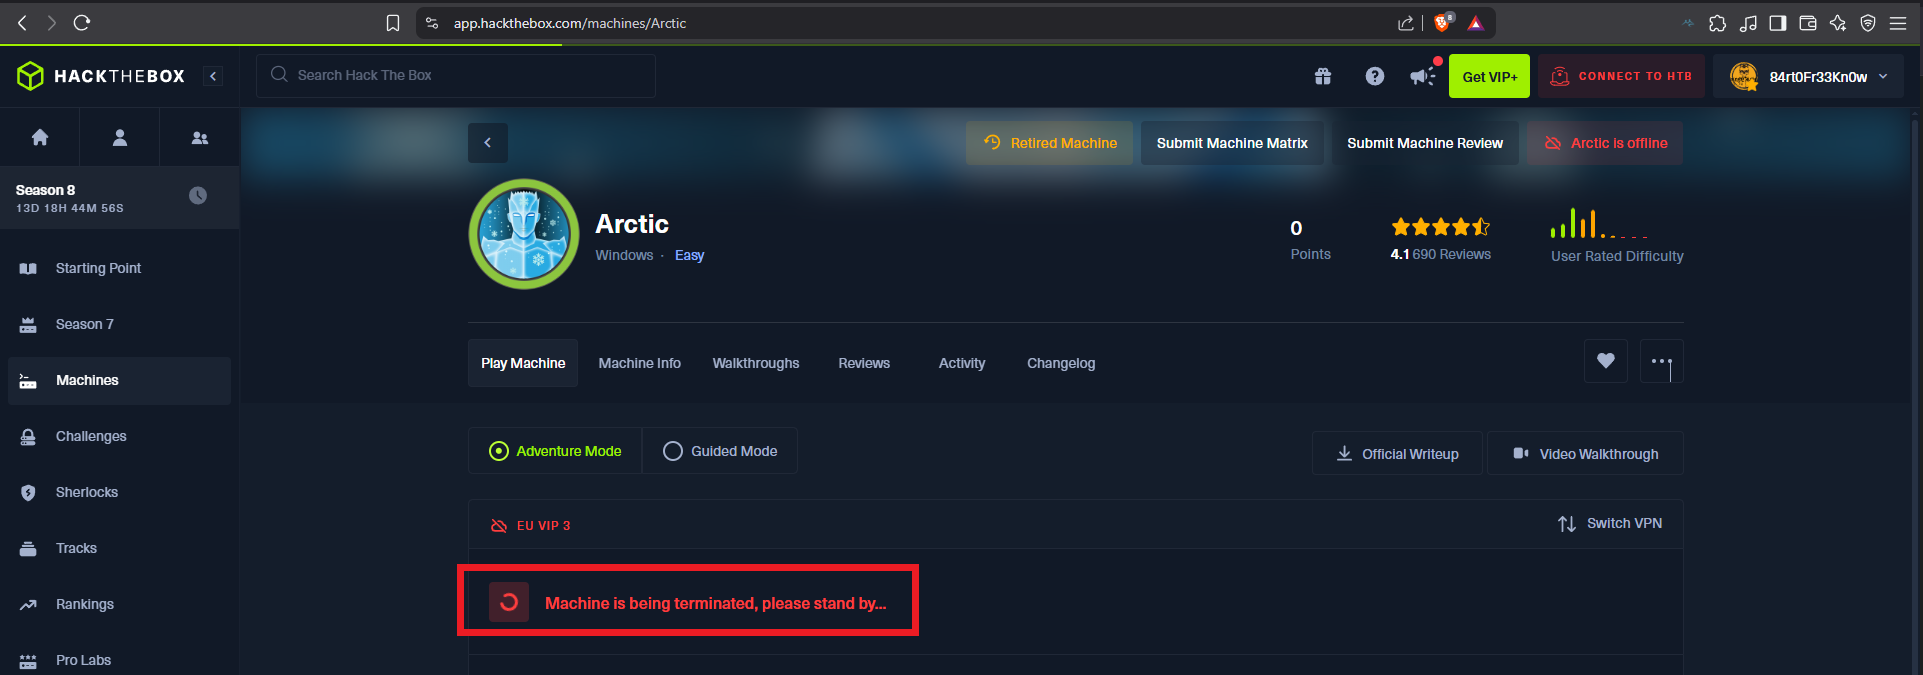 app.hackthebox.com/machines/Arctic
8
HACKTHEBOX
Search Hack The Box
Get VIP+
CONNECT TO HTB
84rt0Fr33Kn0w
Season 8
13D 18H 44M 56S
Starting Point
Season 7
Machines
Challenges
Sherlocks
Tracks
Rankings
Pro Labs
Retired Machine
Submit Machine Matrix
Submit Machine Review
Arctic is offline
Arctic
Windows · Easy
0
Points
4.1 690 Reviews
User Rated Difficulty
Play Machine
Machine Info
Walkthroughs
Reviews
Activity
Changelog
Adventure Mode
Guided Mode
Official Writeup
Video Walkthrough
EU VIP 3
Switch VPN
Machine is being terminated, please stand by...